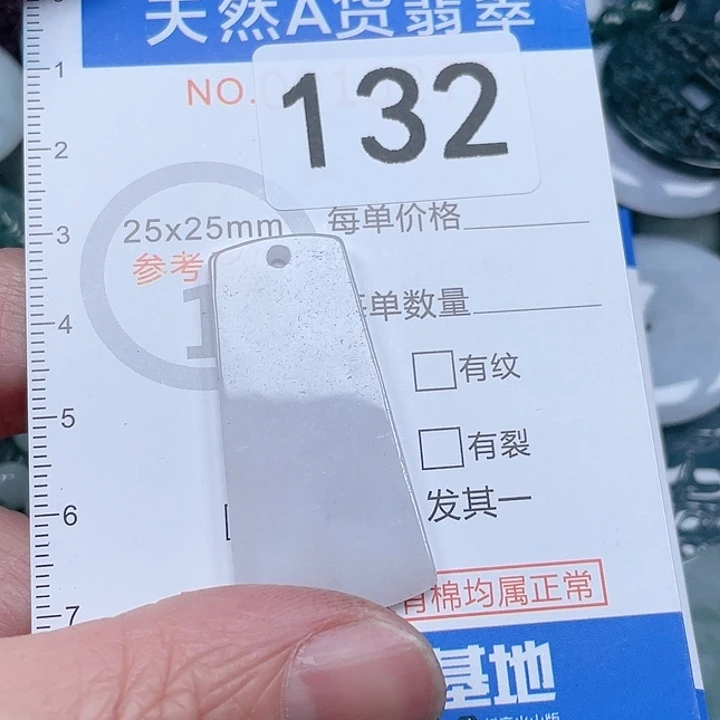 天然A货翡翠
1
NO.
132
2
25x25mm
每单价格
3
参考
单数量
4
有纹
5
有裂
发其一
6
有棉均属正常
7
基地